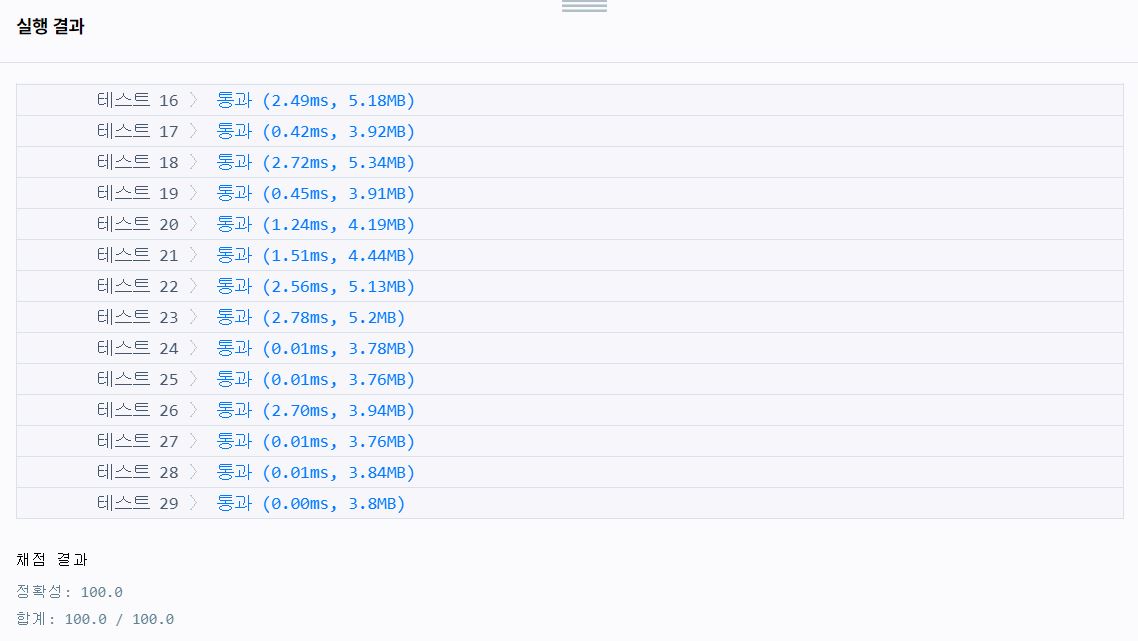 실행 결과
테스트 16 〉 통과 (2.49ms, 5.18MB)
테스트 17 〉 통과 (0.42ms, 3.92MB)
테스트 18 〉 통과 (2.72ms, 5.34MB)
테스트 19 〉 통과 (0.45ms, 3.91MB)
테스트 20 〉 통과 (1.24ms, 4.19MB)
테스트 21 〉 통과 (1.51ms, 4.44MB)
테스트 22 〉 통과 (2.56ms, 5.13MB)
테스트 23 〉 통과 (2.78ms, 5.2MB)
테스트 24 〉 통과 (0.01ms, 3.78MB)
테스트 25 〉 통과 (0.01ms, 3.76MB)
테스트 26 〉 통과 (2.70ms, 3.94MB)
테스트 27 〉 통과 (0.01ms, 3.76MB)
테스트 28 〉 통과 (0.01ms, 3.84MB)
테스트 29 〉 통과 (0.00ms, 3.8MB)
채점 결과
정확성: 100.0
합계: 100.0 / 100.0